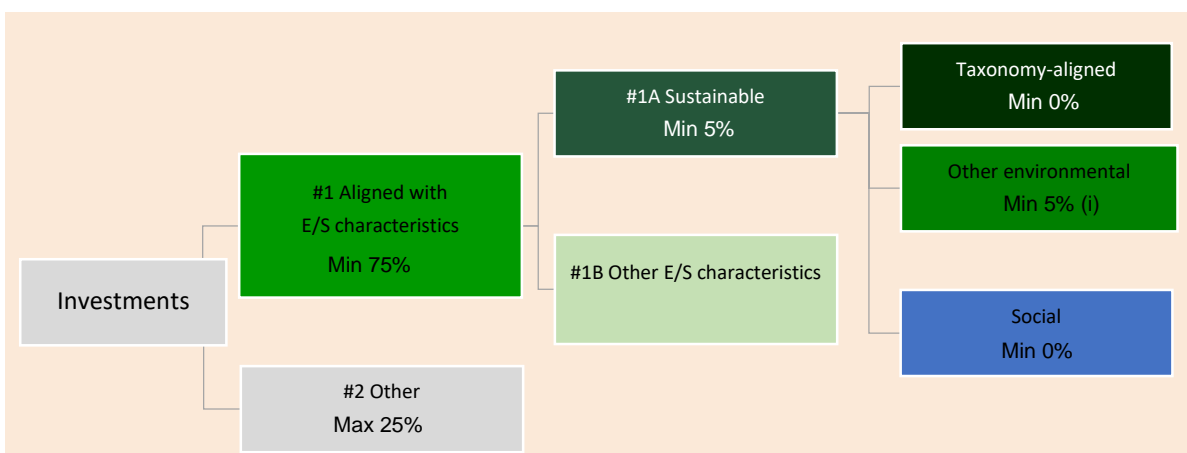 Investments
#1 Aligned with
E/S characteristics
Min 75%
#2 Other
Max 25%
#1A Sustainable
Min 5%
#1B Other E/S characteristics
Taxonomy-aligned
Min 0%
Other environmental
Min 5% (i)
Social
Min 0%